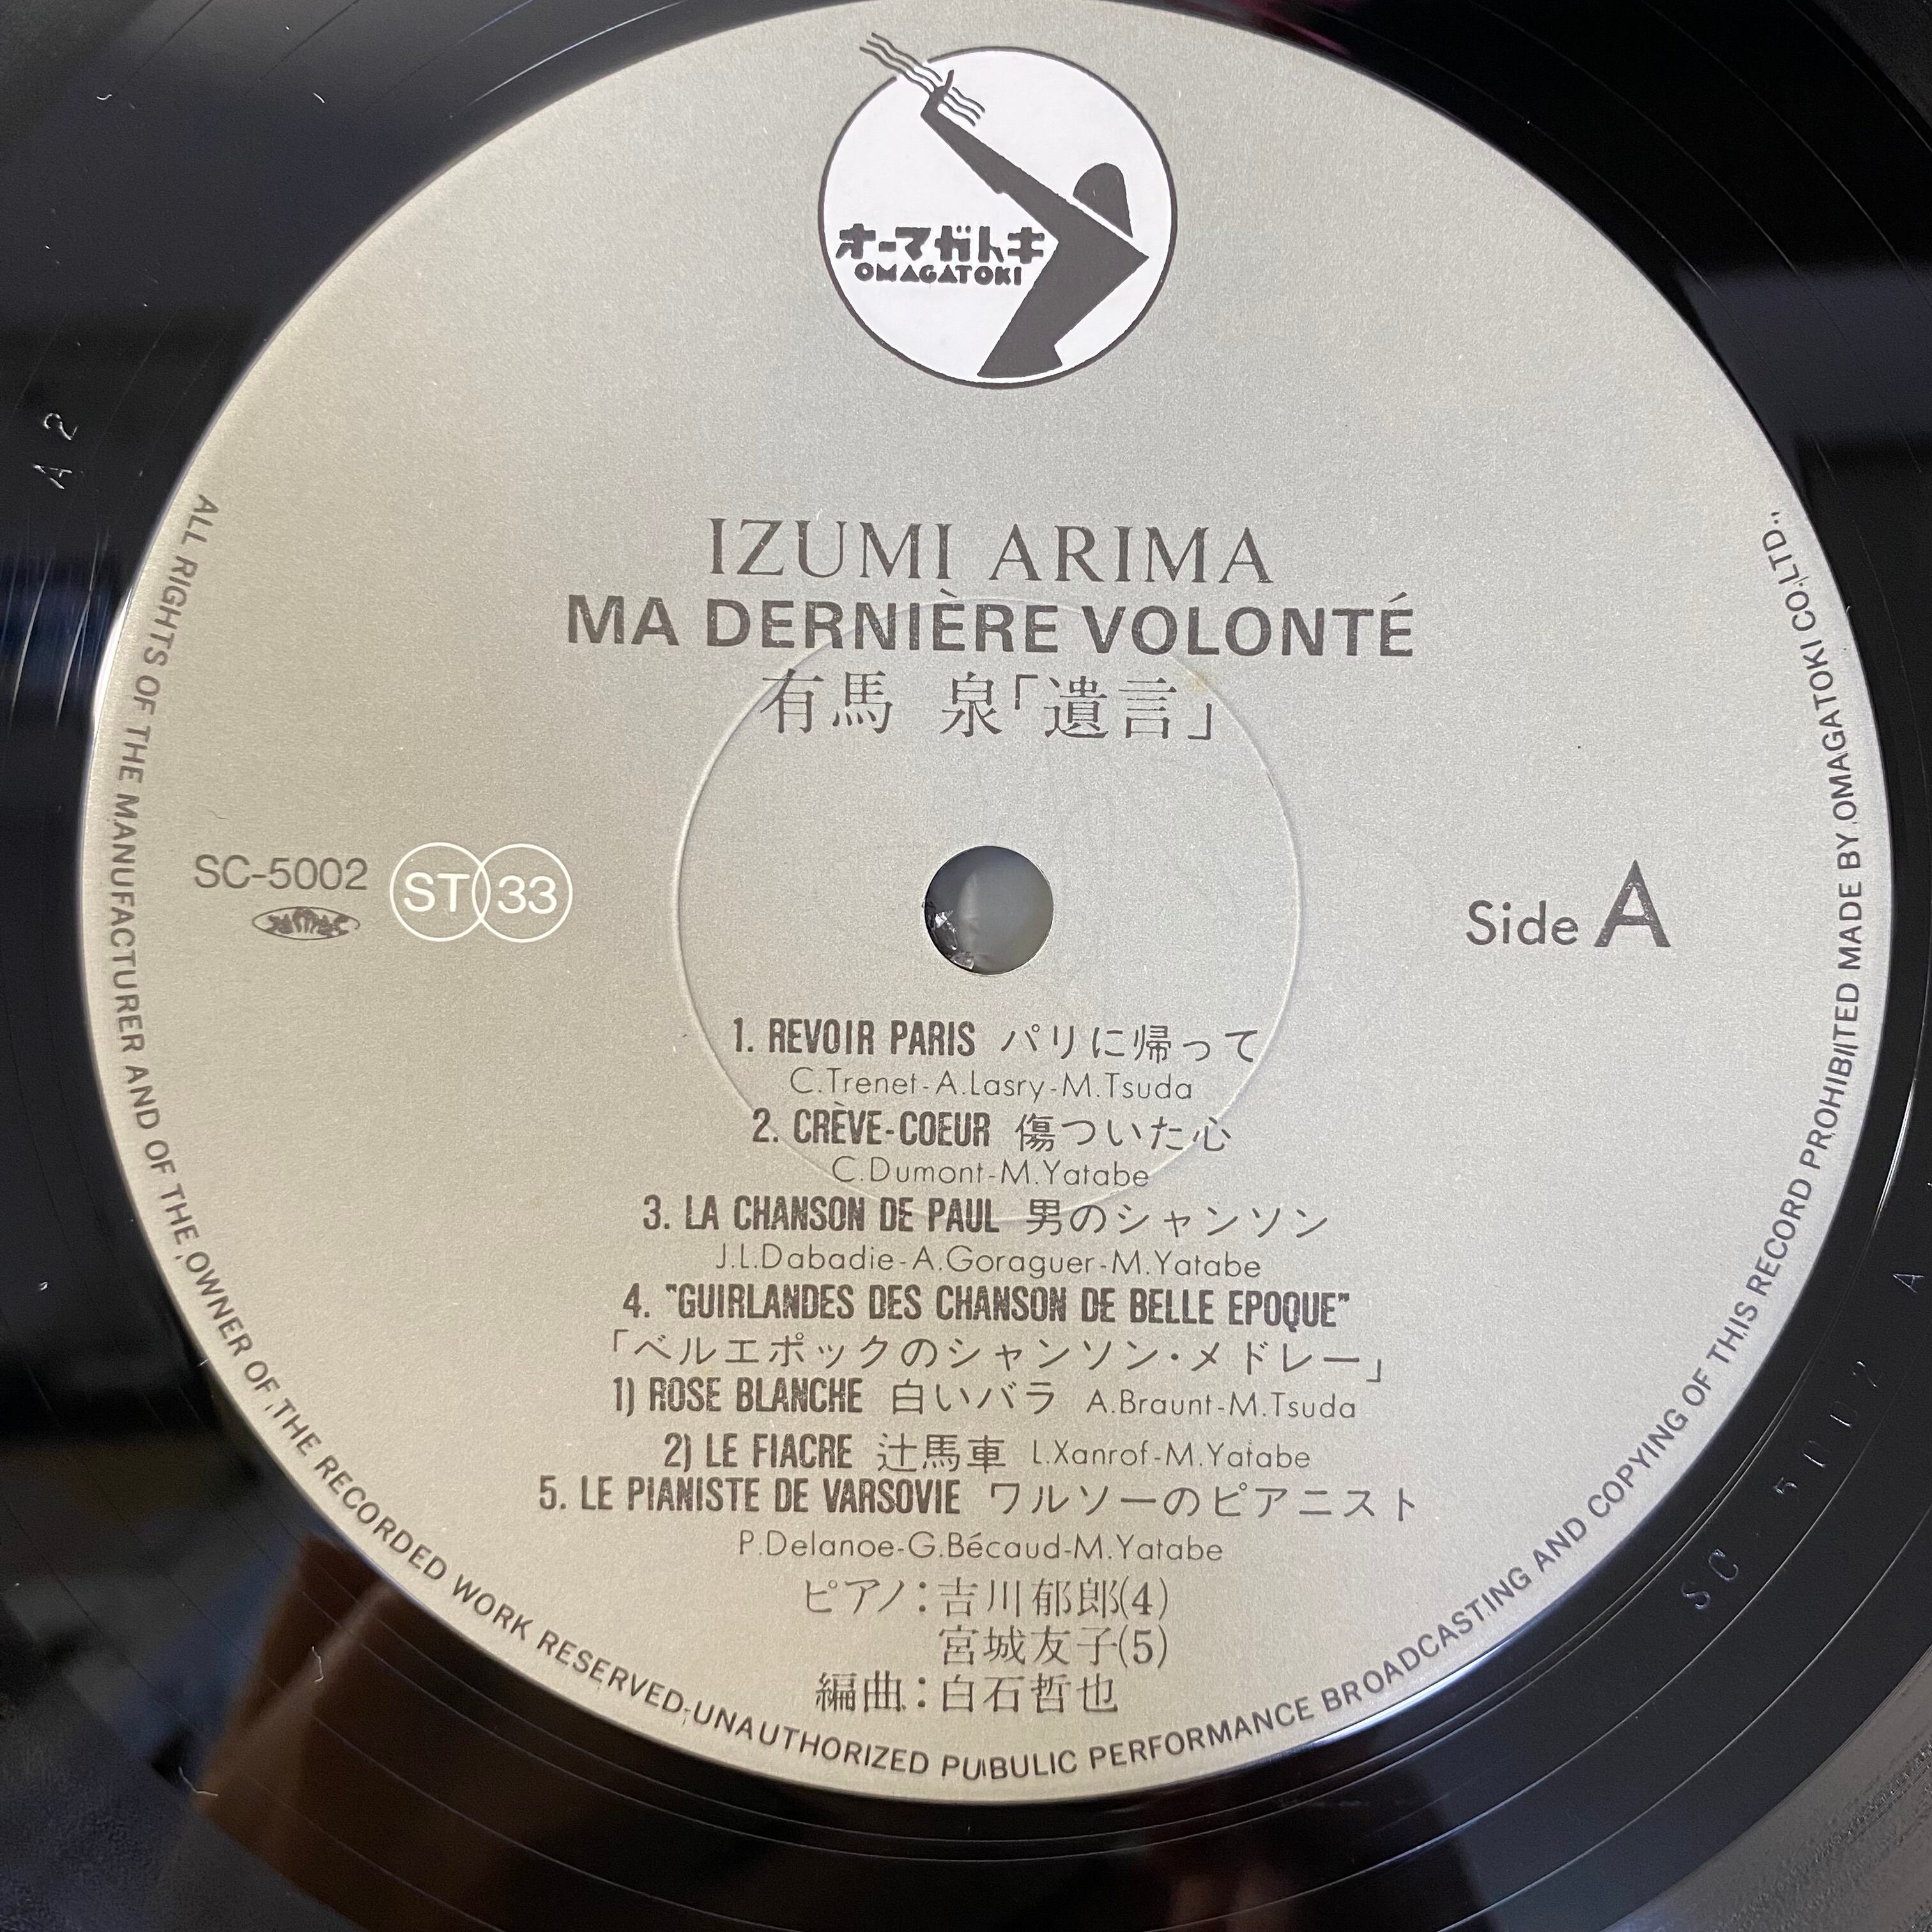 オーマガトキ
OMAGATOKI
IZUMI ARIMA
MA DERNIÈRE VOLONTÉ
有馬 泉「遺言」
SC-5002
ST 33
Side A
1. REVOIR PARIS パリに帰って
C.Trenet-A.Lasry-M.Tsuda
2. CRÈVE-COEUR 傷ついた心
C.Dumont-M.Yatabe
3. LA CHANSON DE PAUL 男のシャンソン
J.L.Dabadie-A.Goraguer-M.Yatabe
4. "GUIRLANDES DES CHANSON DE BELLE EPOQUE"
「ベルエポックのシャンソン・メドレー」
1) ROSE BLANCHE 白いバラ A.Braunt-M.Tsuda
2) LE FIACRE 辻馬車 L.Xanrof-M.Yatabe
5. LE PIANISTE DE VARSOVIE ワルソーのピアニスト
P.Delanoe-G.Bécaud-M.Yatabe
ピアノ:吉川郁郎(4)
宮城友子(5)
編曲:白石哲也
ALL RIGHTS OF THE MANUFACTURER AND OF THE OWNER OF THE RECORDED WORK RESERVED·UNAUTHORIZED PUBULIC PERFORMANCE BROADCASTING AND COPYING OF THIS RECORD PROHIBIITED MADE BY OMAGATOKI CO.LTD.,
A 2
SC 5002 A